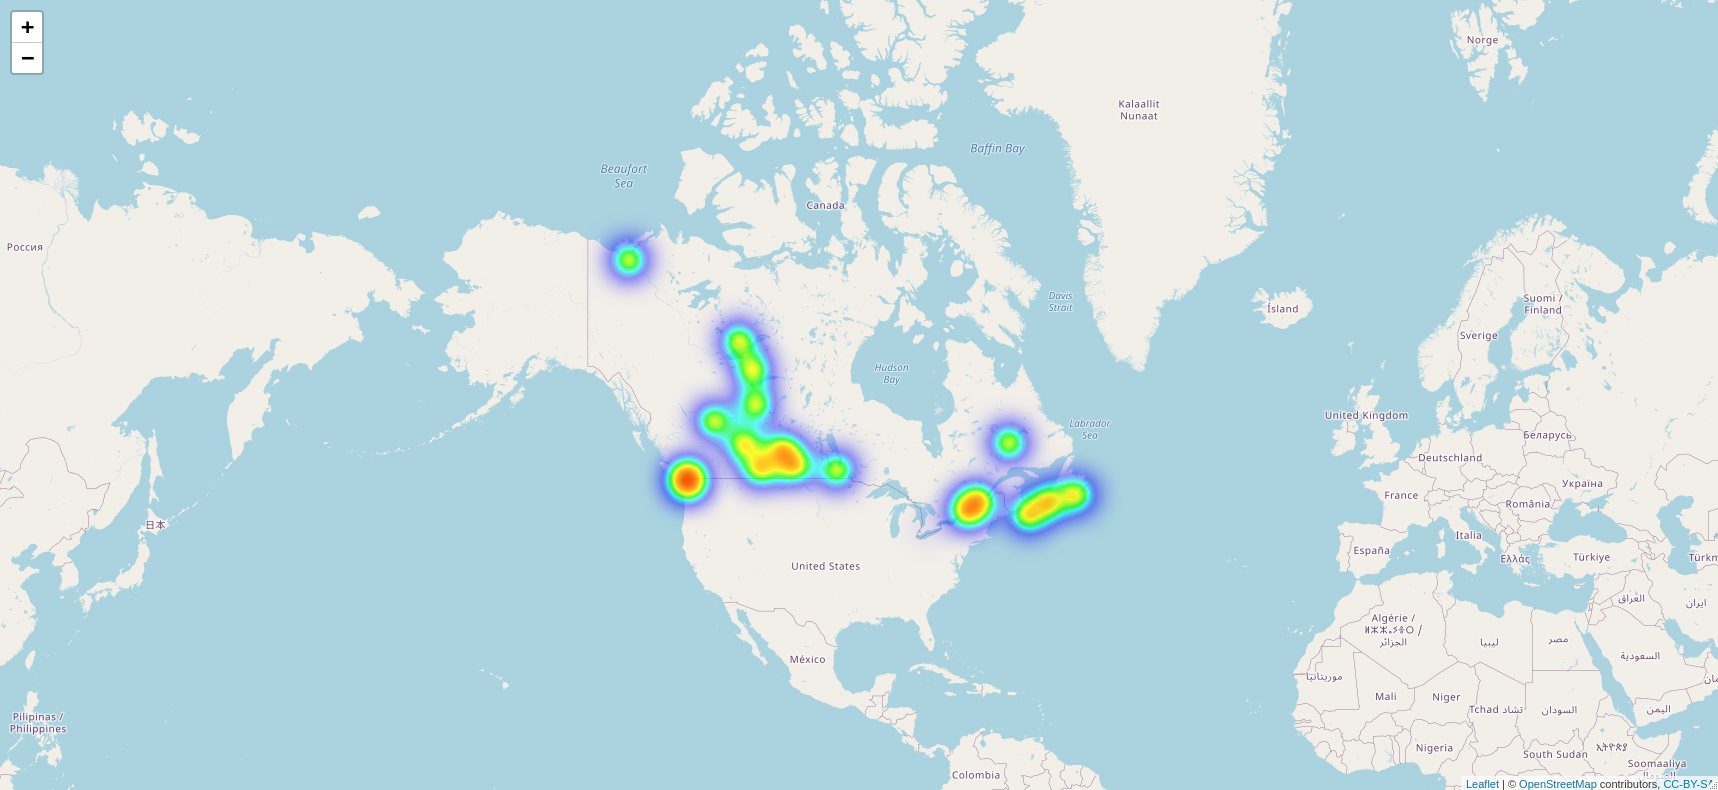 +
−
Norge
Kalaallit
Nunaat
Baffin Bay
Beaufort
Sea
Canada
Россия
Davis
Strait
Ísland
Suomi /
Finland
Sverige
Hudson
Bay
United Kingdom
Labrador
Sea
Беларусь
Deutschland
Україна
France
România
日本
Italia
España
Ελλάς
Türkiye
Türkm
United States
العراق
ایران
Algérie /
ⵍⵣⵣⴰⵢⴻⵔ /
الجزائر
ليبيا
مصر
México
السعودية
موريتانيا
Mali
Niger
Tchad تشاد
السودان
اليمن
Pilipinas /
Philippines
Nigeria
South Sudan
ኢትዮጵያ
Soomaaliya
Colombia
Leaflet | © OpenStreetMap contributors, CC-BY-SA